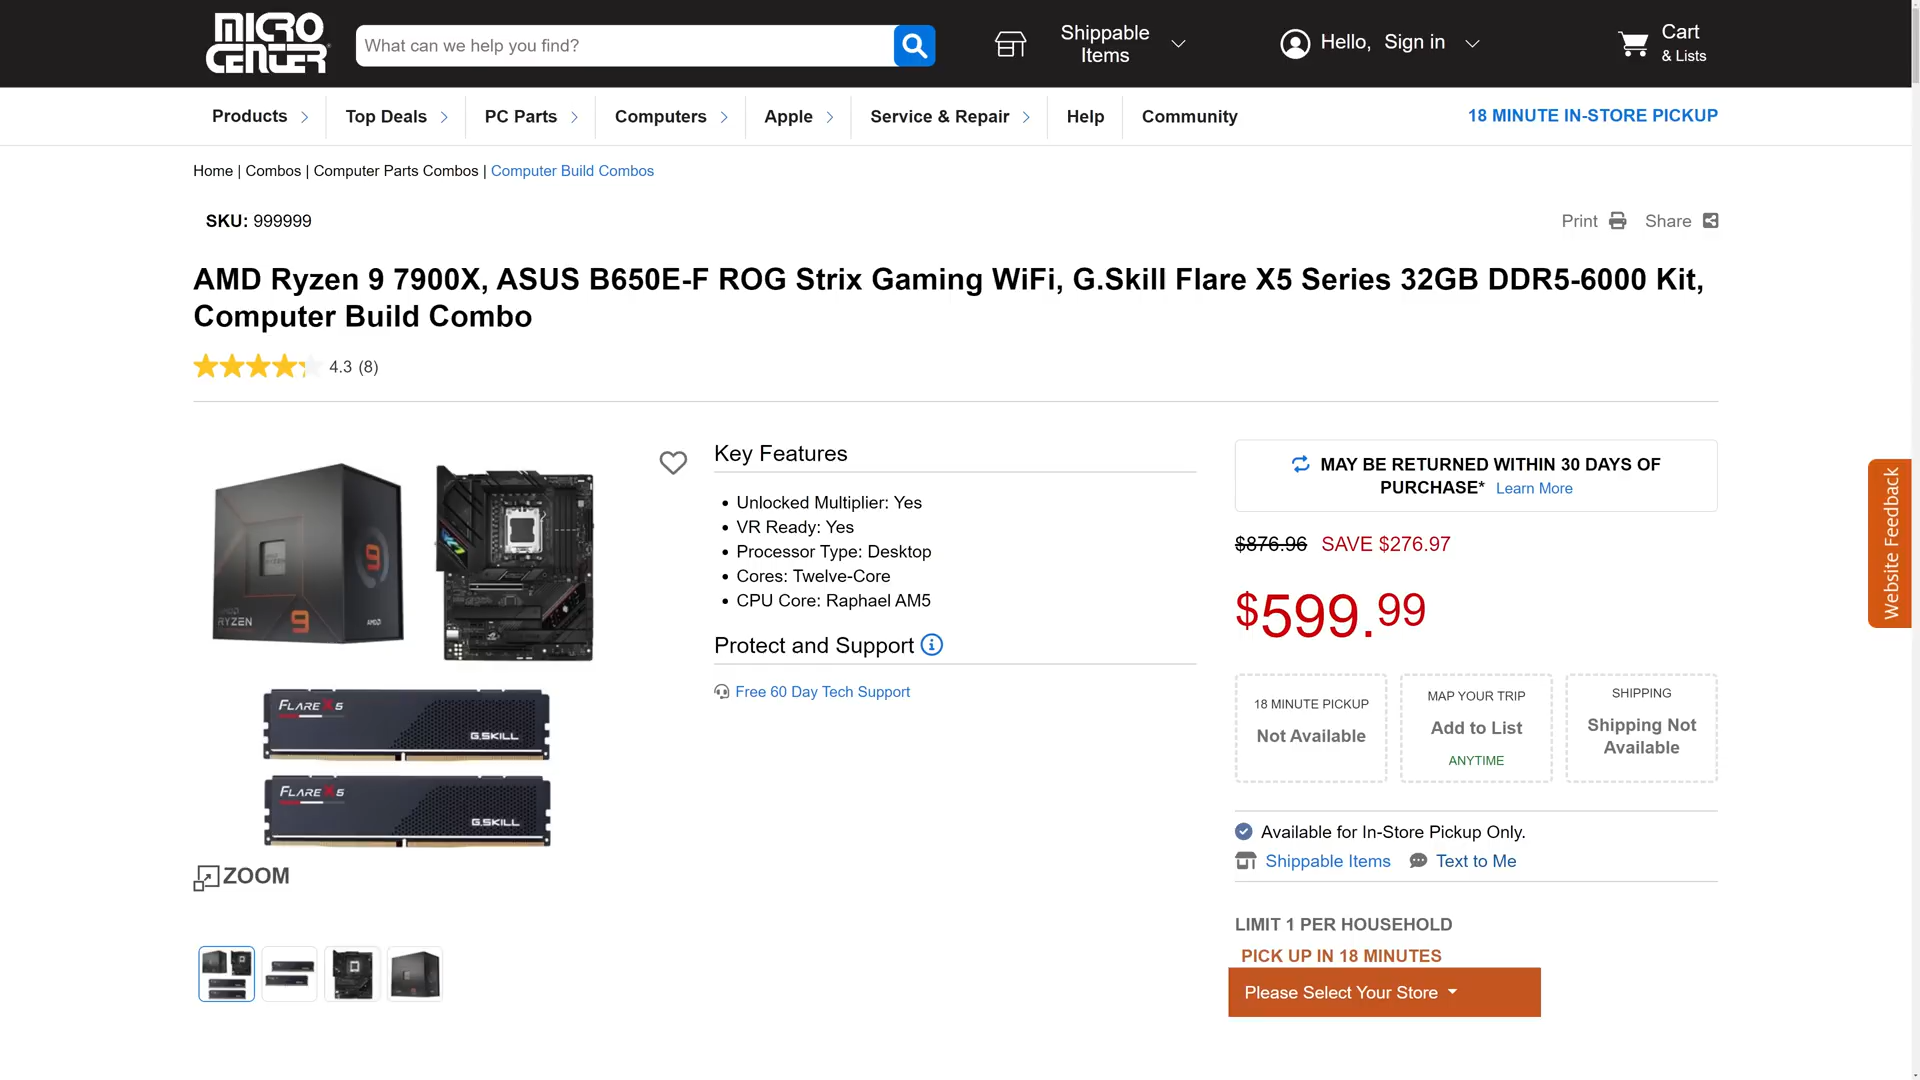 MICRO CENTER
What can we help you find?
Shippable Items
Hello, Sign in
Cart
& Lists
Products
Top Deals
PC Parts
Computers
Apple
Service & Repair
Help
Community
18 MINUTE IN-STORE PICKUP
Home | Combos | Computer Parts Combos | Computer Build Combos
SKU: 999999
Print
Share
AMD Ryzen 9 7900X, ASUS B650E-F ROG Strix Gaming WiFi, G.Skill Flare X5 Series 32GB DDR5-6000 Kit,
Computer Build Combo
4.3 (8)
9
AMD
RYZEN 9
AMD
FLARE X5
G.SKILL
FLARE X5
G.SKILL
ZOOM
Key Features
Unlocked Multiplier: Yes
VR Ready: Yes
Processor Type: Desktop
Cores: Twelve-Core
CPU Core: Raphael AM5
Protect and Support
Free 60 Day Tech Support
MAY BE RETURNED WITHIN 30 DAYS OF
PURCHASE* Learn More
$876.96 SAVE $276.97
$599.99
18 MINUTE PICKUP
Not Available
MAP YOUR TRIP
Add to List
ANYTIME
SHIPPING
Shipping Not
Available
Available for In-Store Pickup Only.
Shippable Items
Text to Me
LIMIT 1 PER HOUSEHOLD
PICK UP IN 18 MINUTES
Please Select Your Store
Website Feedback